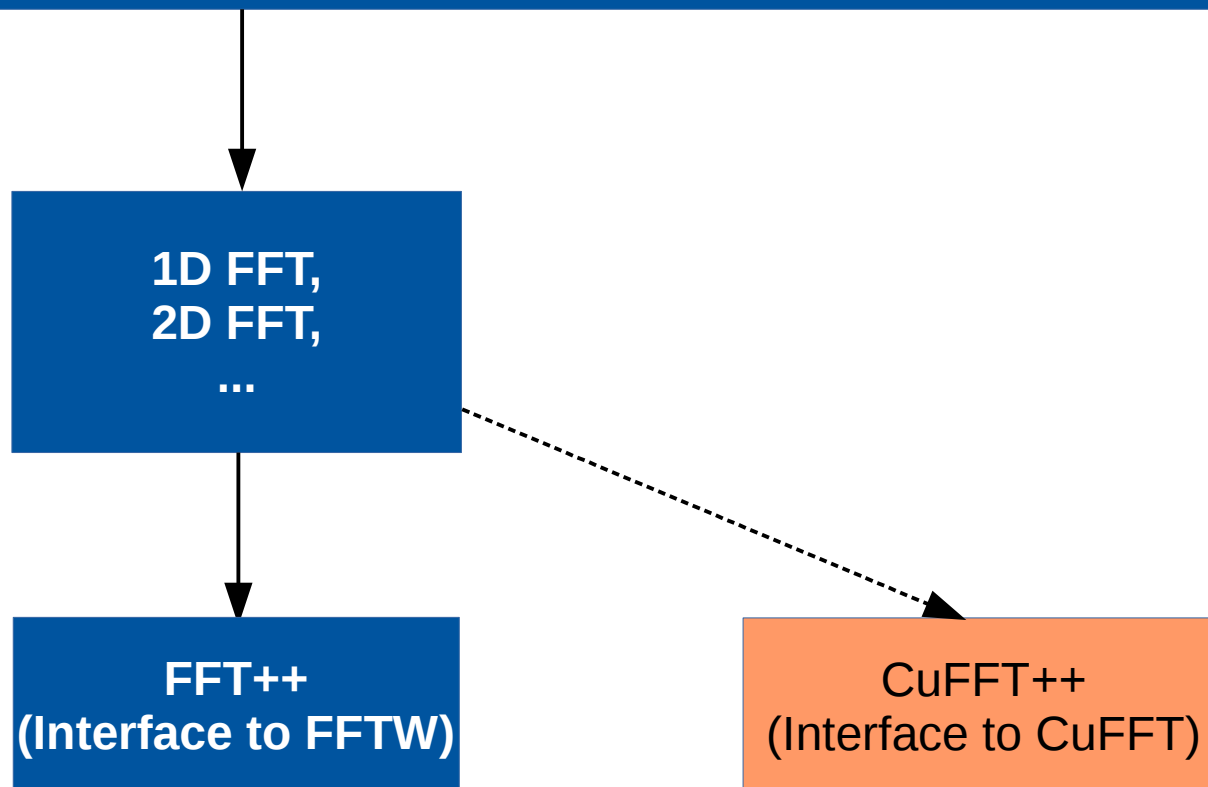 1D FFT,
2D FFT,
...
FFT++
(Interface to FFTW)
CuFFT++
(Interface to CuFFT)